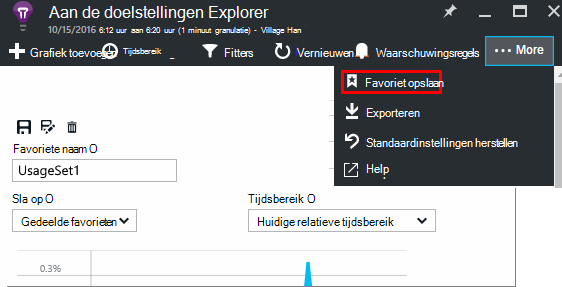 Aan de doelstellingen Explorer
10/15/2016 6:12 uur aan 6:20 uur (1 minuut granulatie) - Village Han
Grafiek toevoegen Tijdsbereik Filters Vernieuwen Waarschuwingsregels ••• More
Favoriet opslaan
Exporteren
Standaardinstellingen herstellen
Help
Favoriete naam O
UsageSet1
Sla op O Tijdsbereik O
Gedeelde favorieten Huidige relatieve tijdsbereik
0.3%